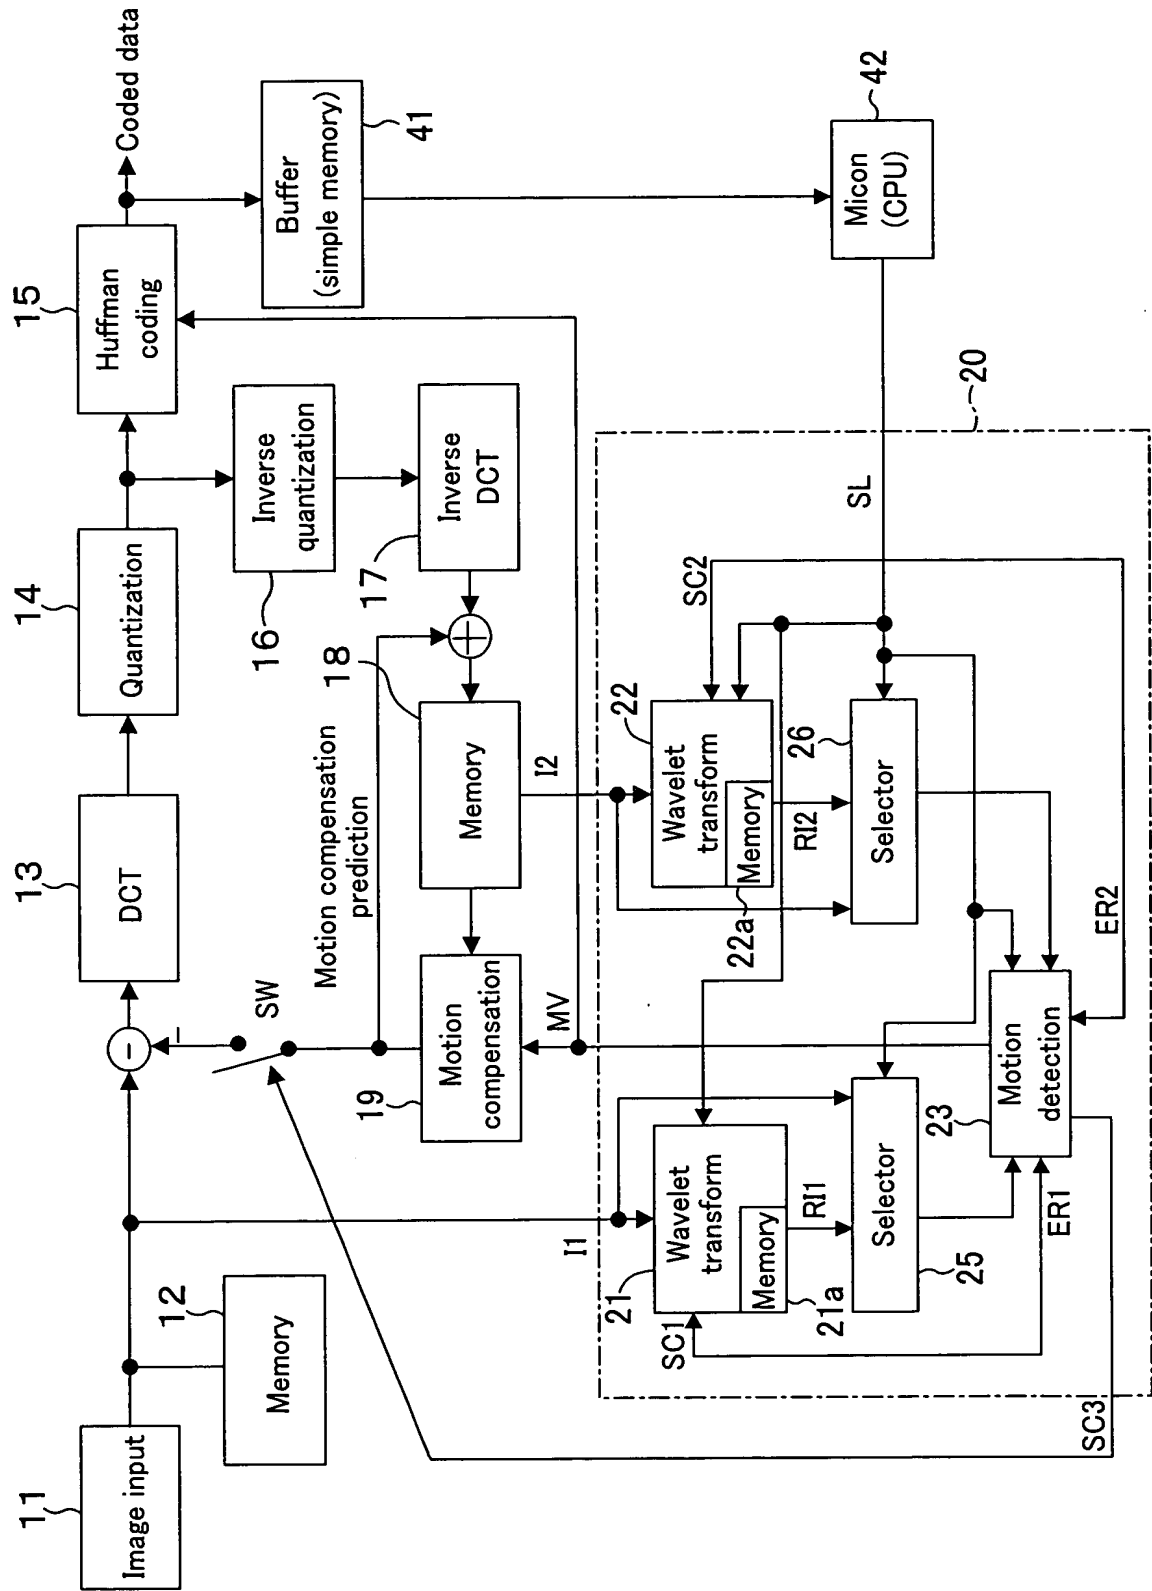 11
Image input
12
Memory
13
DCT
14
Quantization
15
Huffman
coding
Coded data
Buffer
(simple memory)
41
16
Inverse
quantization
17
Inverse
DCT
18
Memory
Motion compensation
prediction
19
Motion
compensation
SW
-
-
+
MV
I1
I2
42
Micon
(CPU)
SL
20
21
Wavelet
transform
Memory
21a
SC1
RI1
Selector
25
22
Wavelet
transform
Memory
22a
SC2
RI2
26
Selector
23
Motion
detection
ER1
ER2
SC3